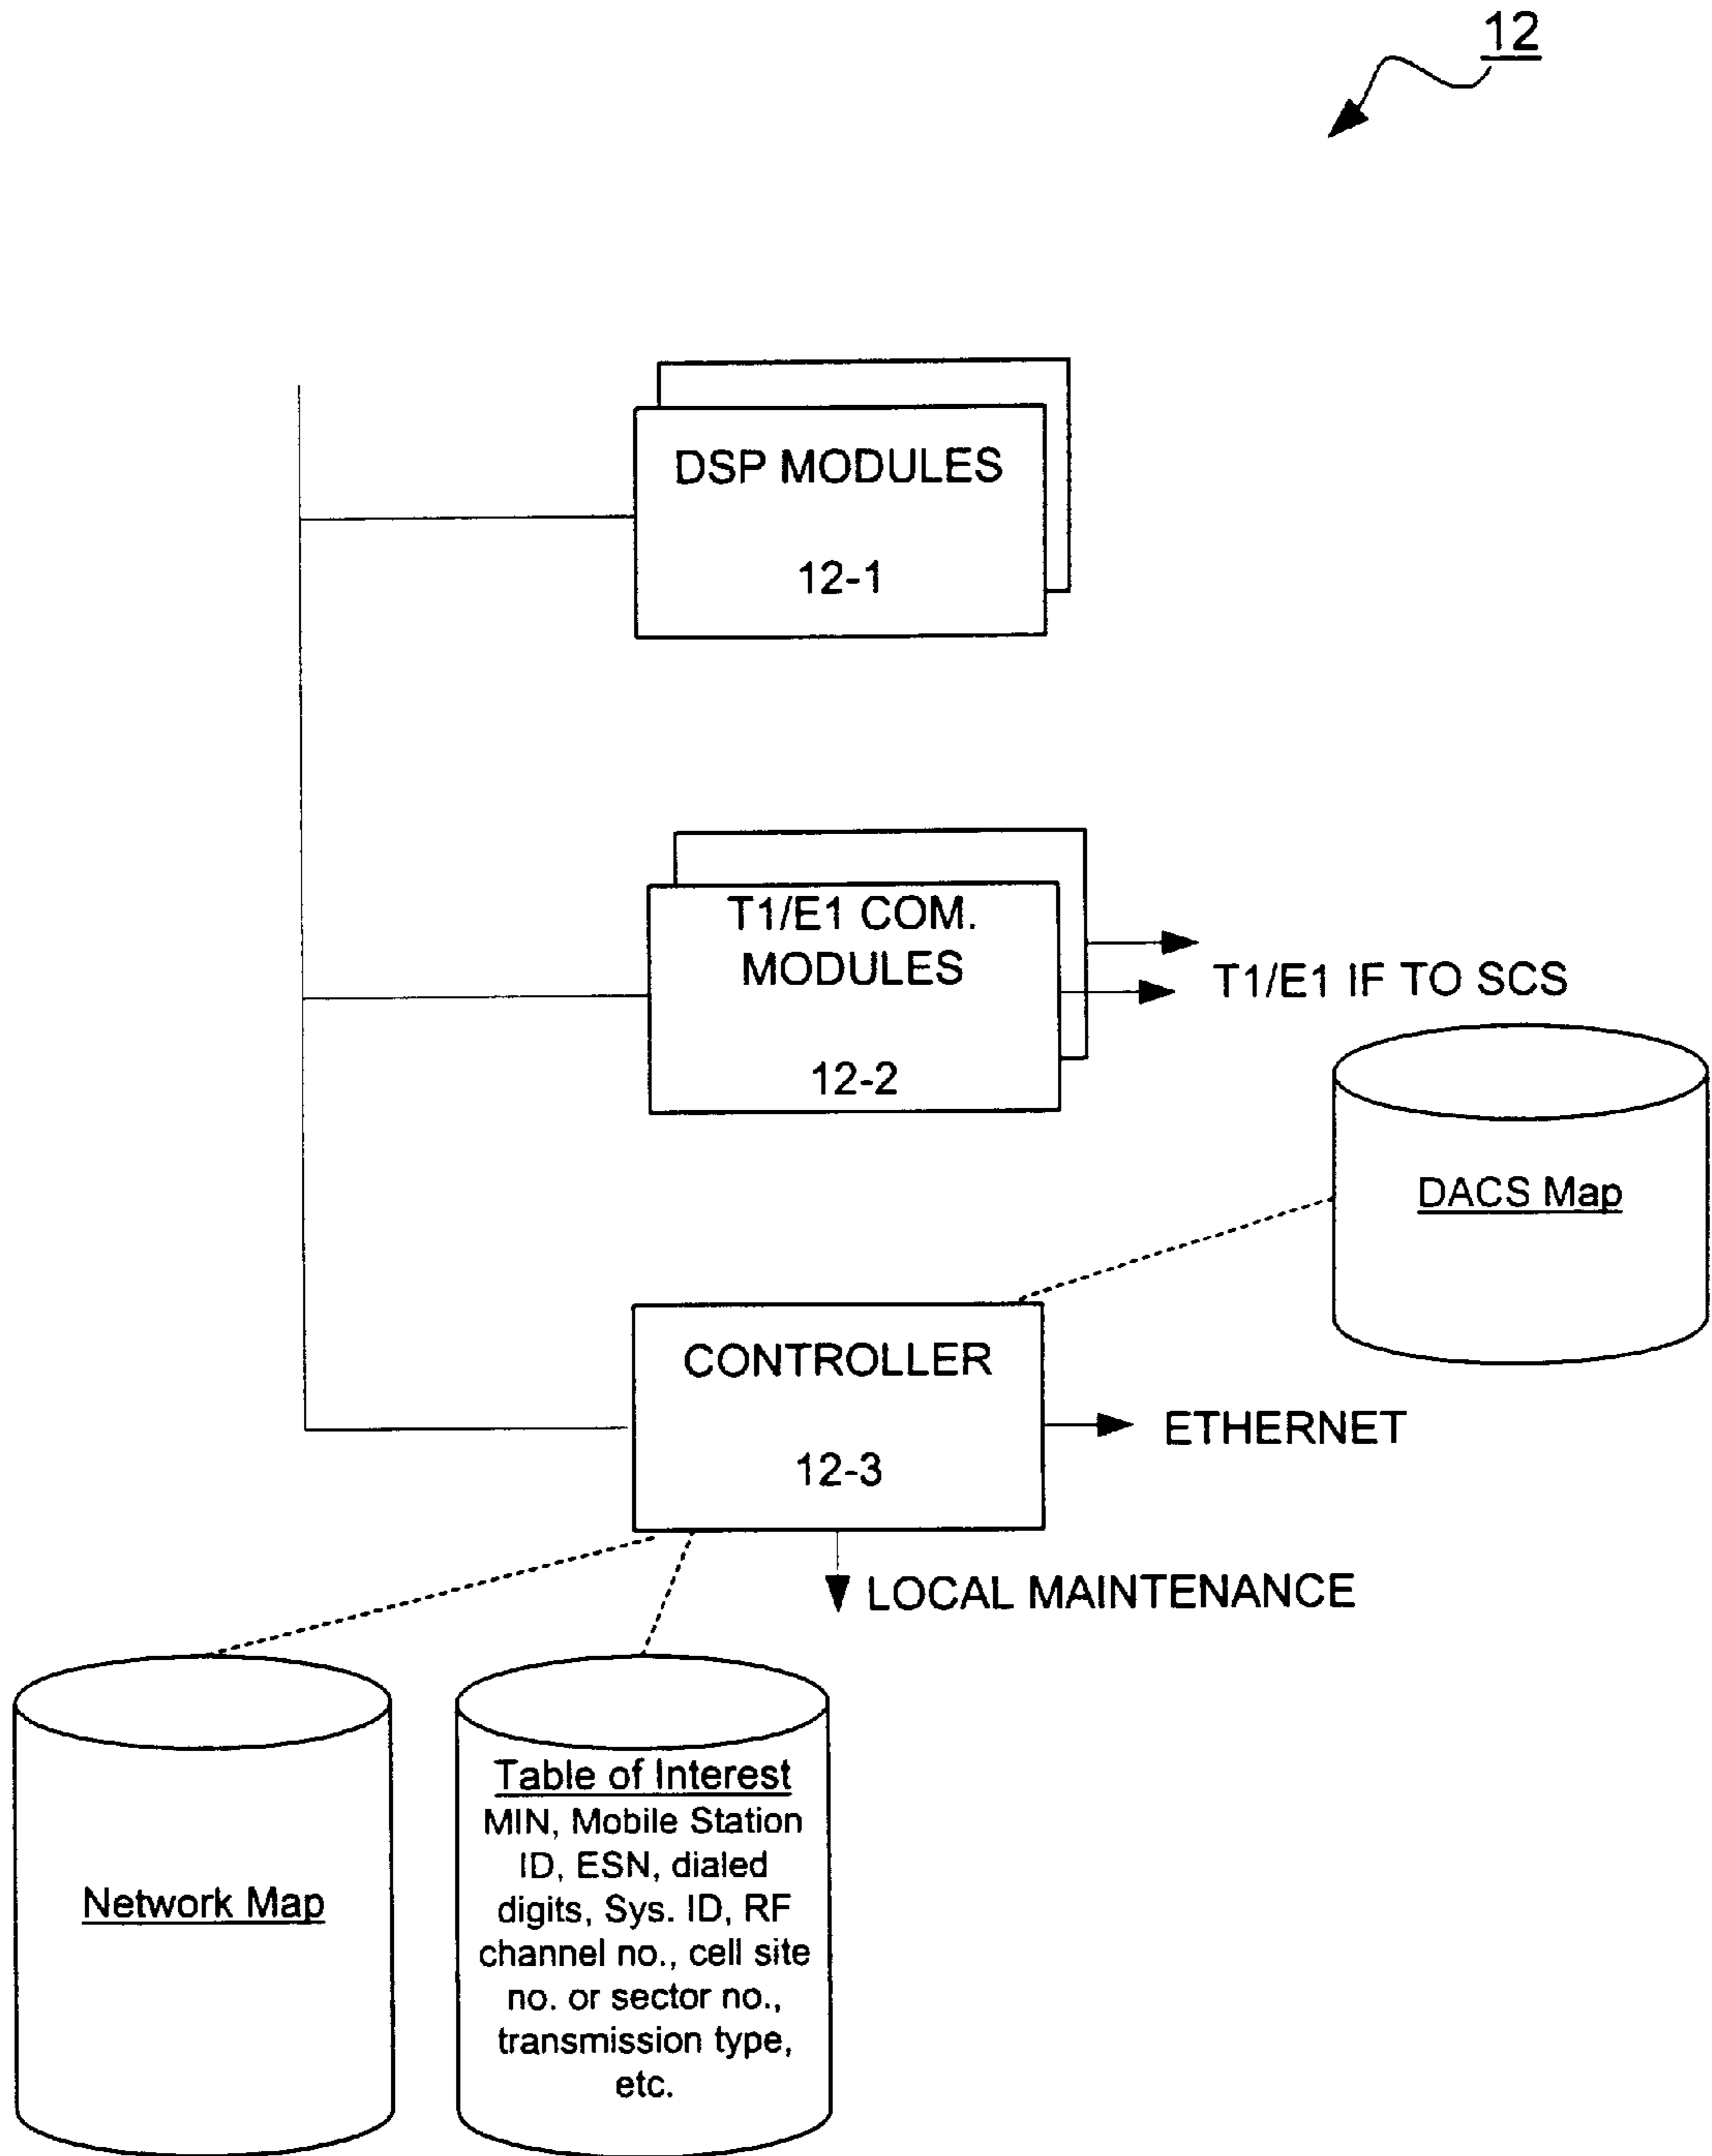 12
DSP MODULES
12-1
T1/E1 COM.
MODULES
12-2
T1/E1 IF TO SCS
DACS Map
CONTROLLER
12-3
ETHERNET
LOCAL MAINTENANCE
Network Map
Table of Interest
MIN, Mobile Station
ID, ESN, dialed
digits, Sys. ID, RF
channel no., cell site
no. or sector no.,
transmission type,
etc.